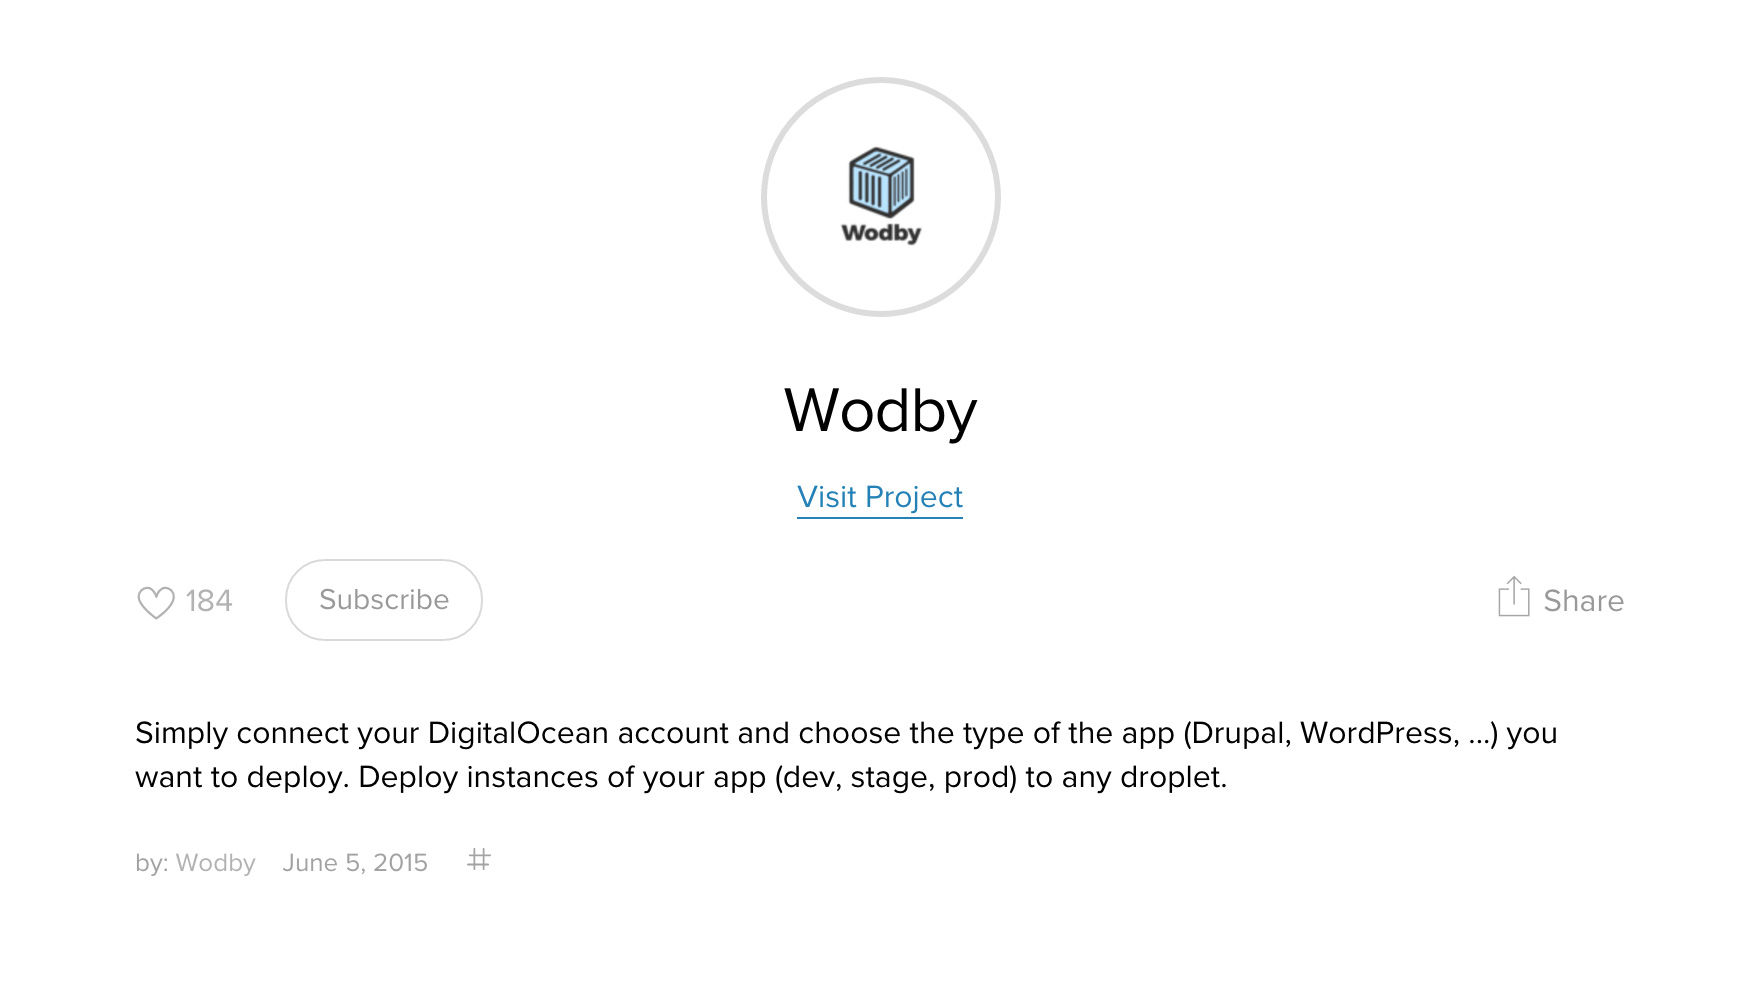 Wodby
Wodby
Visit Project
184
Subscribe
Share
Simply connect your DigitalOcean account and choose the type of the app (Drupal, WordPress, ...) you
want to deploy. Deploy instances of your app (dev, stage, prod) to any droplet.
by: Wodby June 5, 2015 #